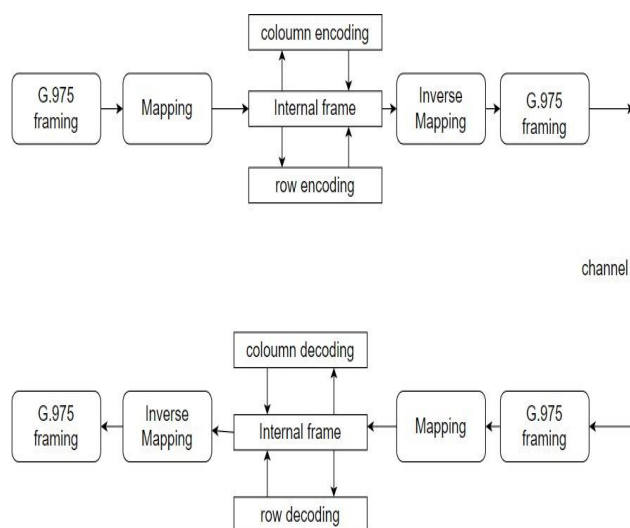 coloumn encoding
G.975
framing
Mapping
Internal frame
Inverse
Mapping
G.975
framing
row encoding
channel
coloumn decoding
G.975
framing
Inverse
Mapping
Internal frame
Mapping
G.975
framing
row decoding